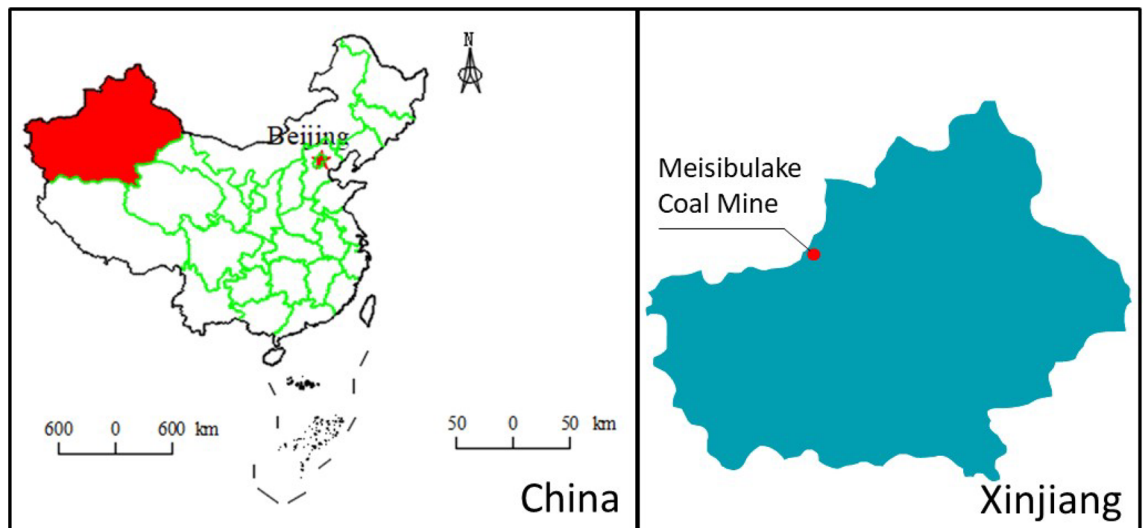 N
Beijing
600 0 600 km
50 0 50 km
China
Meisibulake
Coal Mine
Xinjiang